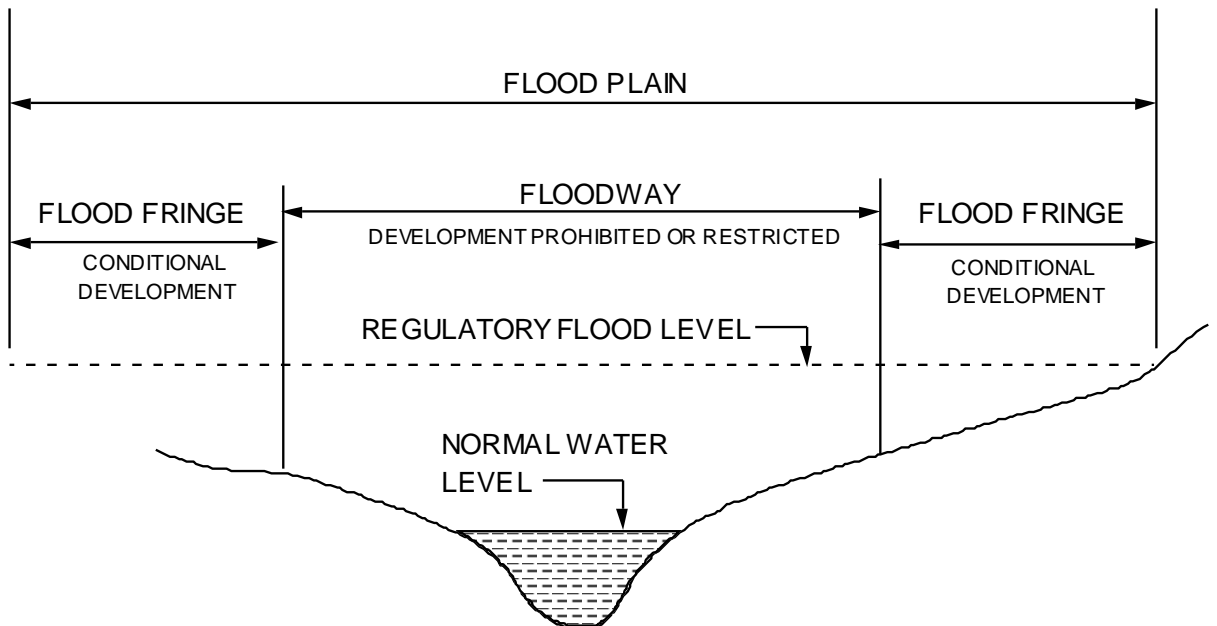 FLOOD PLAIN
FLOODWAY
FLOOD FRINGE
FLOOD FRINGE
DEVELOPMENT PROHIBITED OR RESTRICTED
CONDITIONAL
DEVELOPMENT
CONDITIONAL
DEVELOPMENT
REGULATORY FLOOD LEVEL
NORMAL WATER
LEVEL